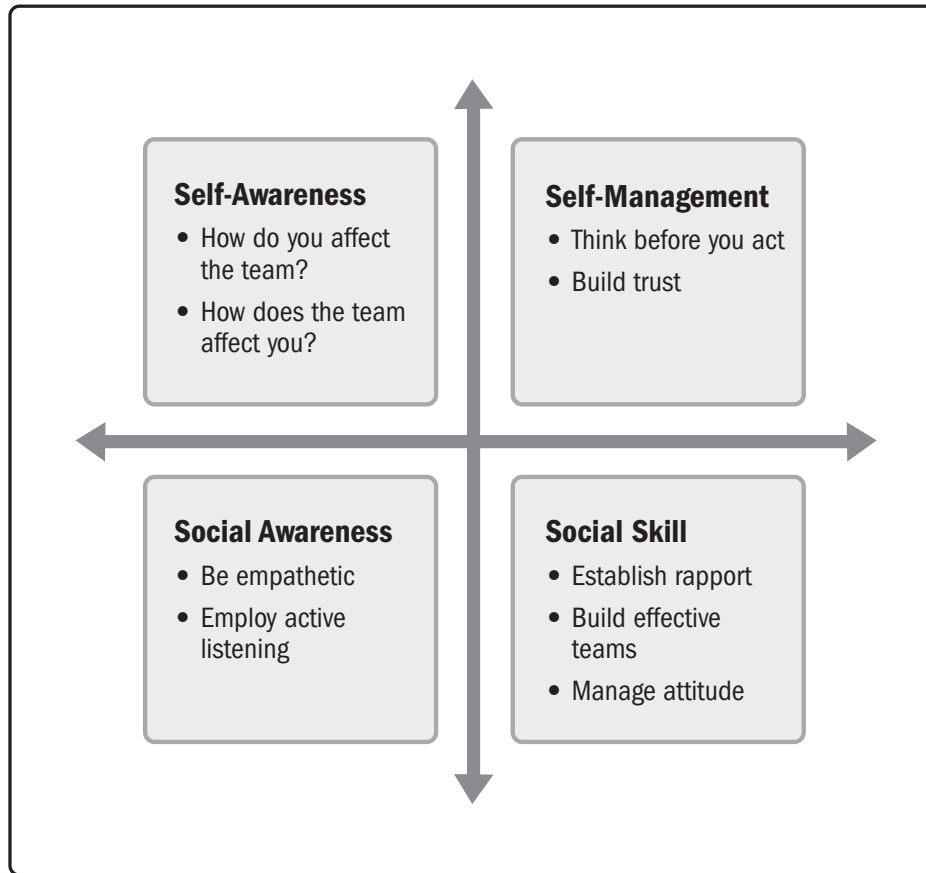 Self-Awareness
• How do you affect
the team?
• How does the team
affect you?
Self-Management
• Think before you act
• Build trust
Social Awareness
• Be empathetic
• Employ active
listening
Social Skill
• Establish rapport
• Build effective
teams
• Manage attitude